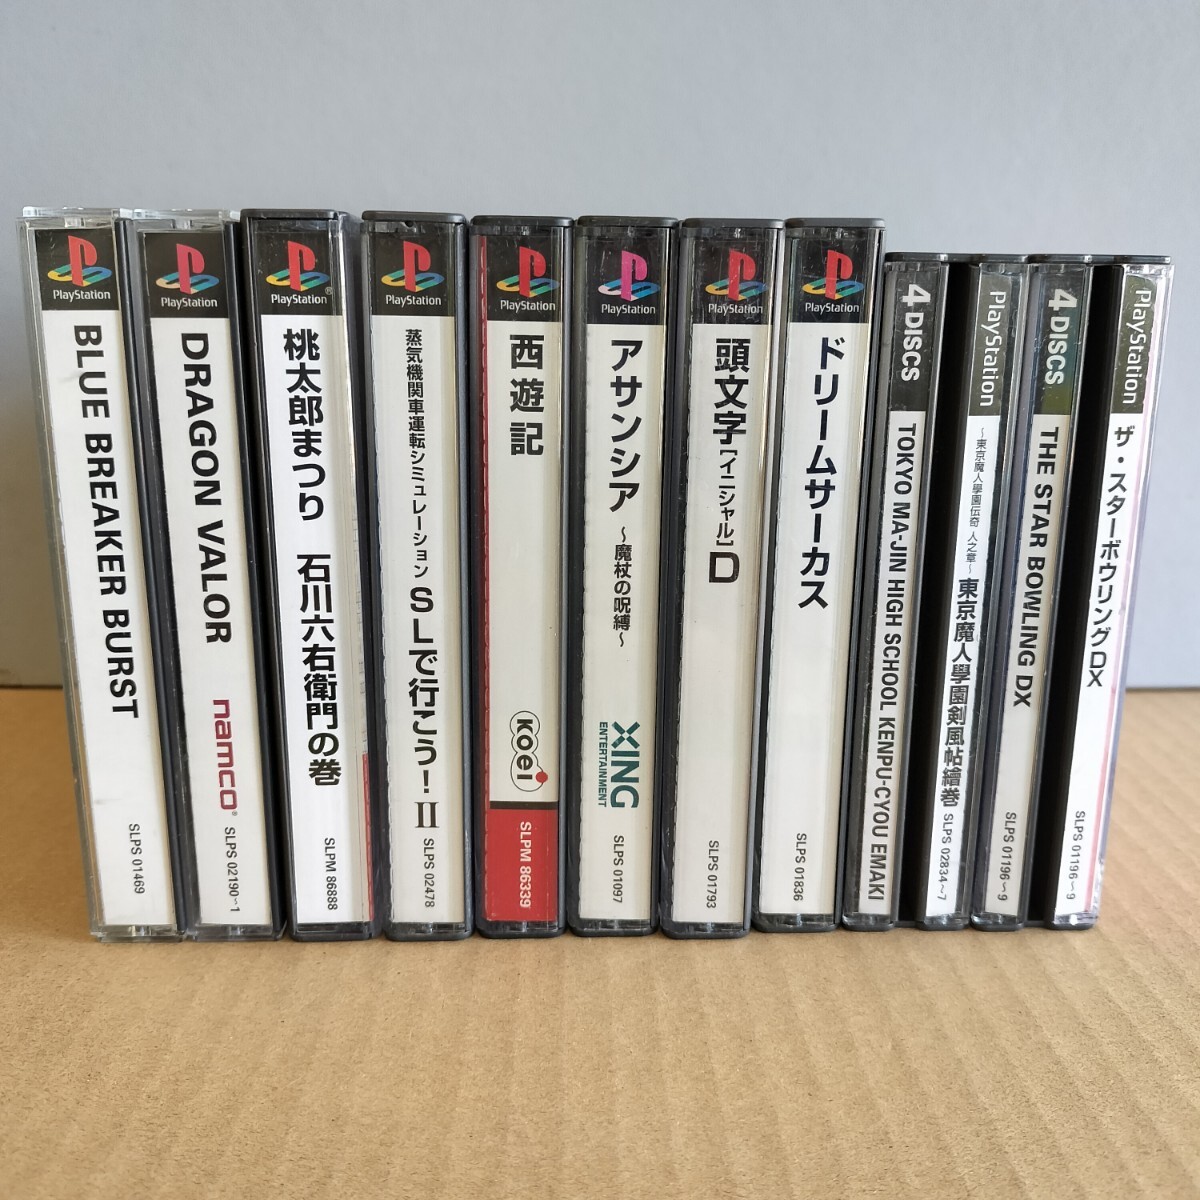 PlayStation
BLUE BREAKER BURST
SLPS 01469
PlayStation
DRAGON VALOR
namco®
SLPS 02190~1
PlayStation®
桃太郎まつり 石川六右衛門の巻
SLPM 86888
PlayStation
蒸気機関車運転シミュレーション SLで行こう!Ⅱ
SLPS 02478
PlayStation
西遊記
KOEI
SLPM 86339
PlayStation
アサンシア ~魔杖の呪縛~
XING
ENTERTAINMENT
SLPS 01097
PlayStation
頭文字[イニシャル]D
SLPS 01793
PlayStation
ドリームサーカス
SLPS 01836
4 DISCS
TOKYO MA-JIN HIGH SCHOOL KENPU-CYOU EMAKI
PlayStation
~東京魔人學園伝奇 人之章~ 東京魔人學園剣風帖繪巻
SLPS 02834~7
4 DISCS
THE STAR BOWLING DX
SLPS 01196~9
PlayStation
ザ・スターボウリングDX
SLPS 01196~9